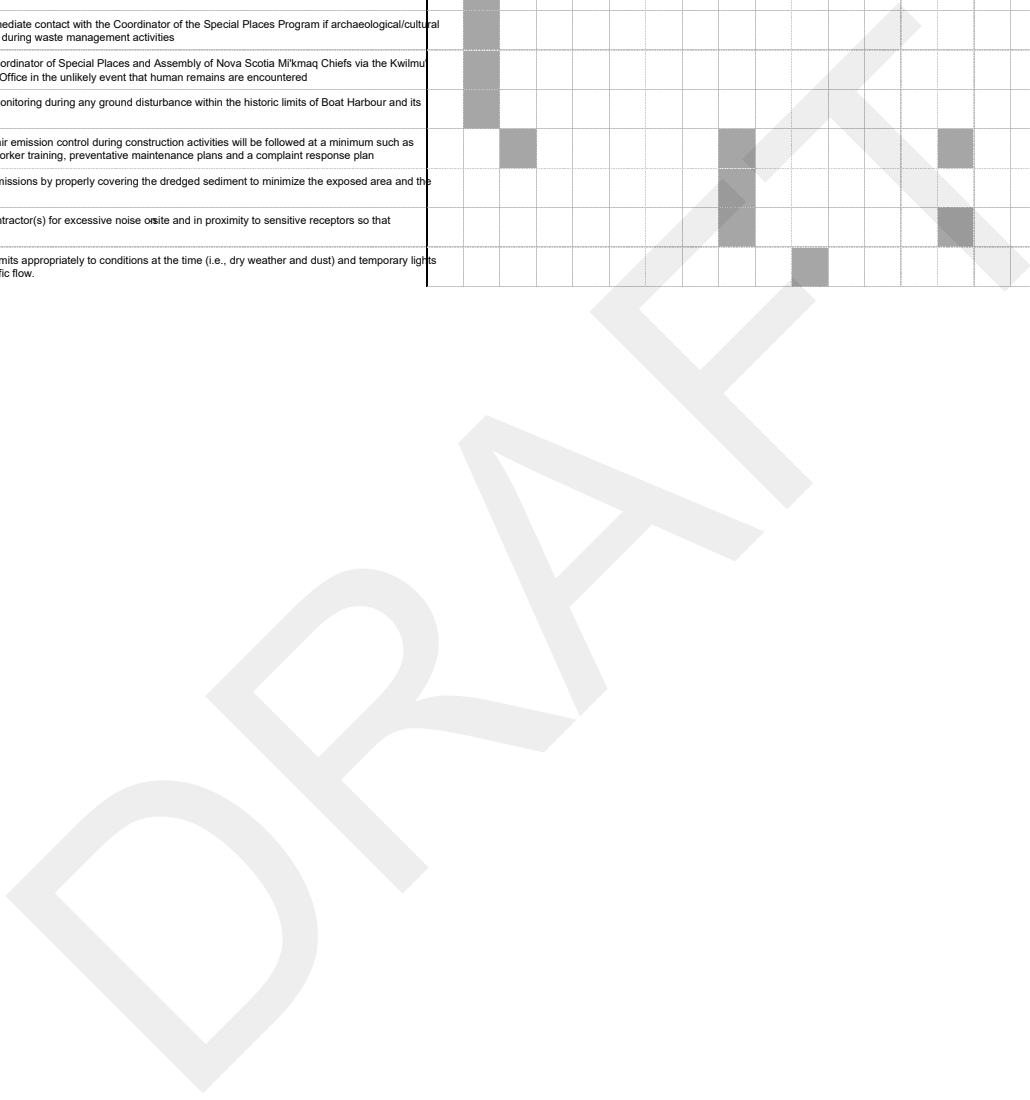 mediate contact with the Coordinator of the Special Places Program if archaeological/cultural
during waste management activities
ordinator of Special Places and Assembly of Nova Scotia Mi'kmaq Chiefs via the Kwilmu'
Office in the unlikely event that human remains are encountered
onitoring during any ground disturbance within the historic limits of Boat Harbour and its
ir emission control during construction activities will be followed at a minimum such as
orker training, preventative maintenance plans and a complaint response plan
missions by properly covering the dredged sediment to minimize the exposed area and the
tractor(s) for excessive noise onsite and in proximity to sensitive receptors so that
mits appropriately to conditions at the time (i.e., dry weather and dust) and temporary lights
fic flow.
DRAFT